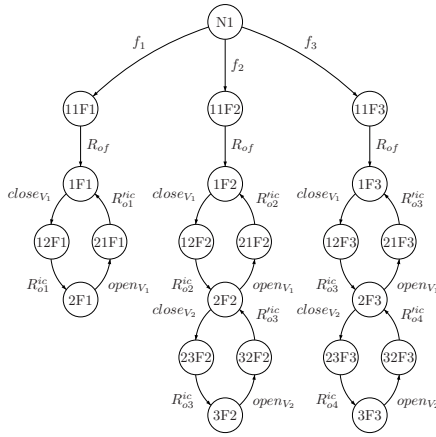 N1
f1 f2 f3
11F1 11F2 11F3
Rof Rof Rof
1F1 1F2 1F3
closeV1 R′ico1 closeV1 R′ico2 closeV1 R′ico3
12F1 21F1 12F2 21F2 12F3 21F3
Rico1 openV1 Rico2 openV1 Rico3 openV1
2F1 2F2 2F3
closeV2 R′ico3 closeV2 R′ico4
23F2 32F2 23F3 32F3
Rico3 openV2 Rico4 openV2
3F2 3F3